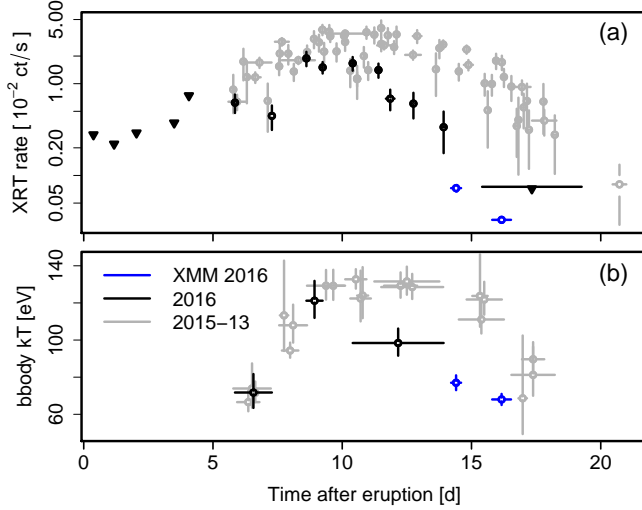 (a)
XRT rate [ 10⁻² ct / s ]
5.00
1.00
0.20
0.05
(b)
bbody kT [eV]
140
100
60
XMM 2016
2016
2015−13
0 5 10 15 20
Time after eruption [d]